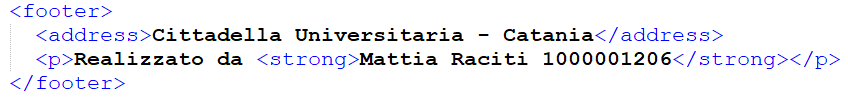 <footer>
<address>Cittadella Universitaria - Catania</address>
<p>Realizzato da <strong>Mattia Raciti 1000001206</strong></p>
</footer>